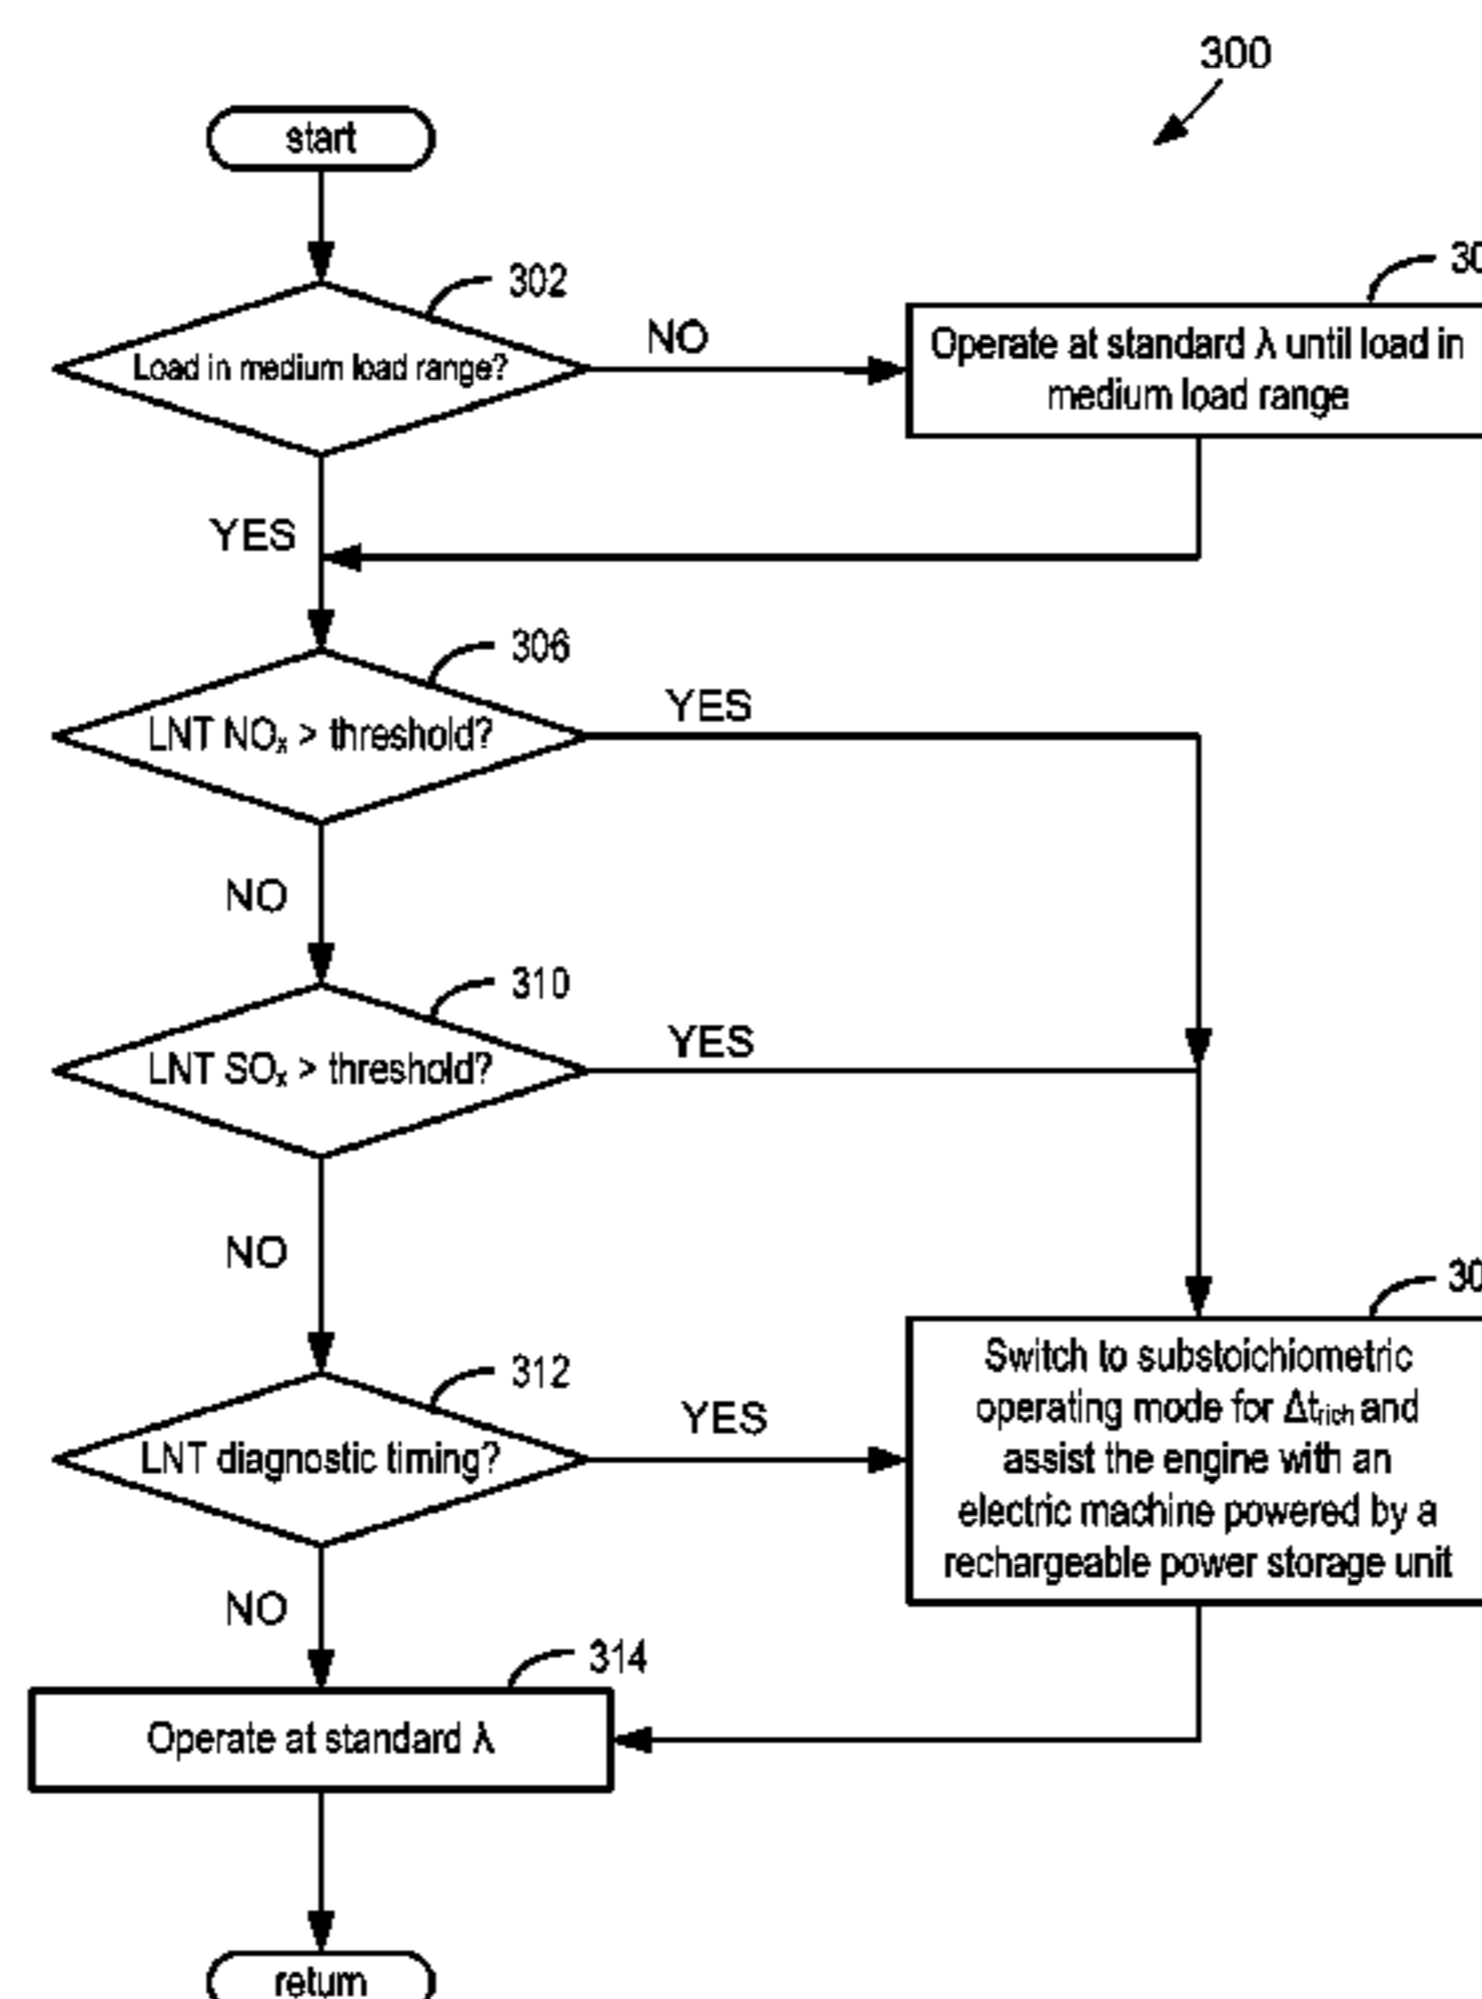 300
start
302
30
Load in medium load range?
NO
Operate at standard λ until load in
medium load range
YES
306
LNT NOx > threshold?
YES
NO
310
LNT SOx > threshold?
YES
NO
30
312
LNT diagnostic timing?
YES
Switch to substoichiometric
operating mode for Δtrich and
assist the engine with an
electric machine powered by a
rechargeable power storage unit
NO
314
Operate at standard λ
return